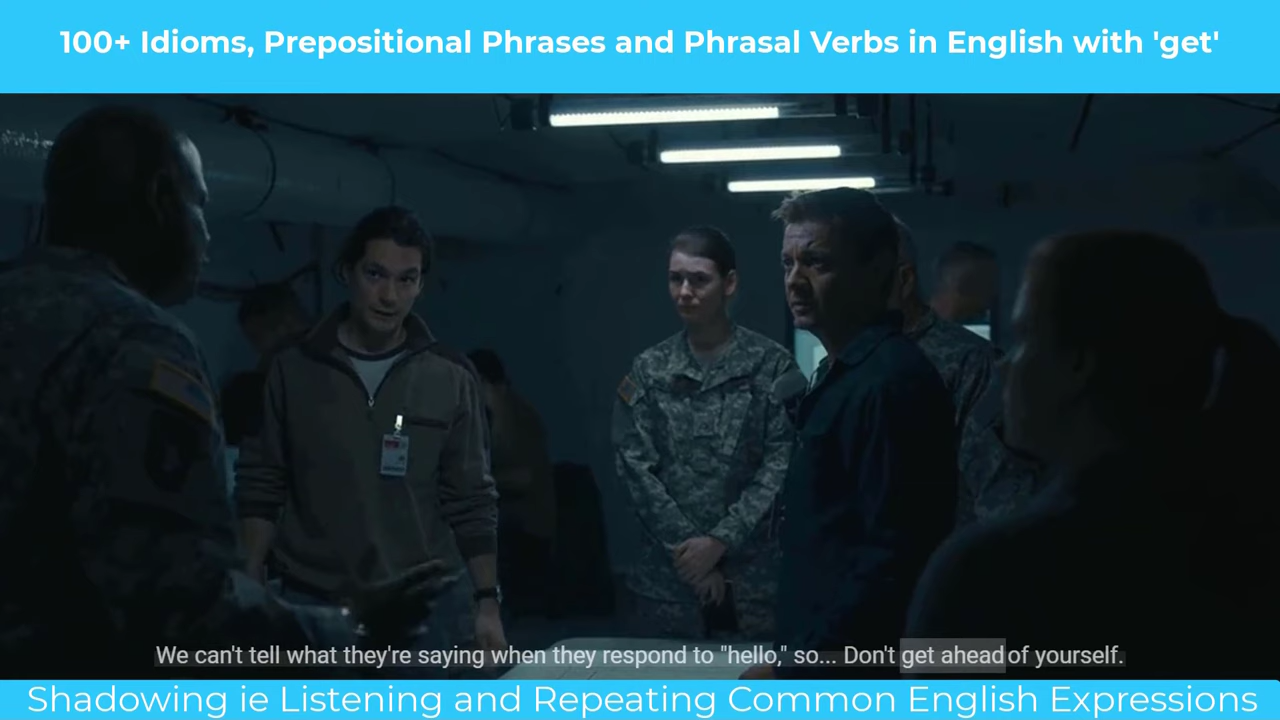 100+ Idioms, Prepositional Phrases and Phrasal Verbs in English with 'get'
We can't tell what they're saying when they respond to "hello," so... Don't get ahead of yourself.
Shadowing ie Listening and Repeating Common English Expressions